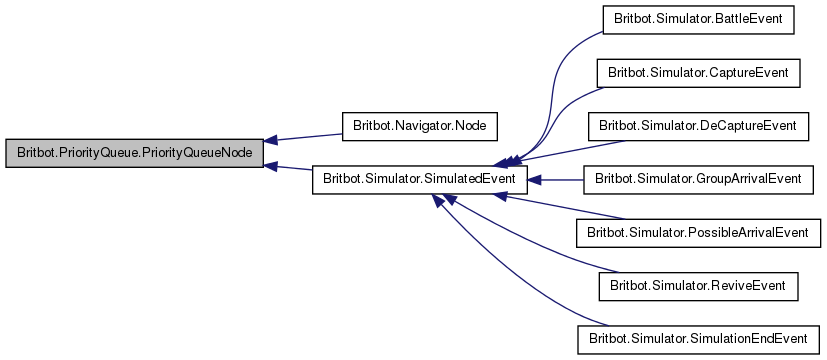 Britbot.PriorityQueue.PriorityQueueNode
Britbot.Navigator.Node
Britbot.Simulator.SimulatedEvent
Britbot.Simulator.BattleEvent
Britbot.Simulator.CaptureEvent
Britbot.Simulator.DeCaptureEvent
Britbot.Simulator.GroupArrivalEvent
Britbot.Simulator.PossibleArrivalEvent
Britbot.Simulator.ReviveEvent
Britbot.Simulator.SimulationEndEvent